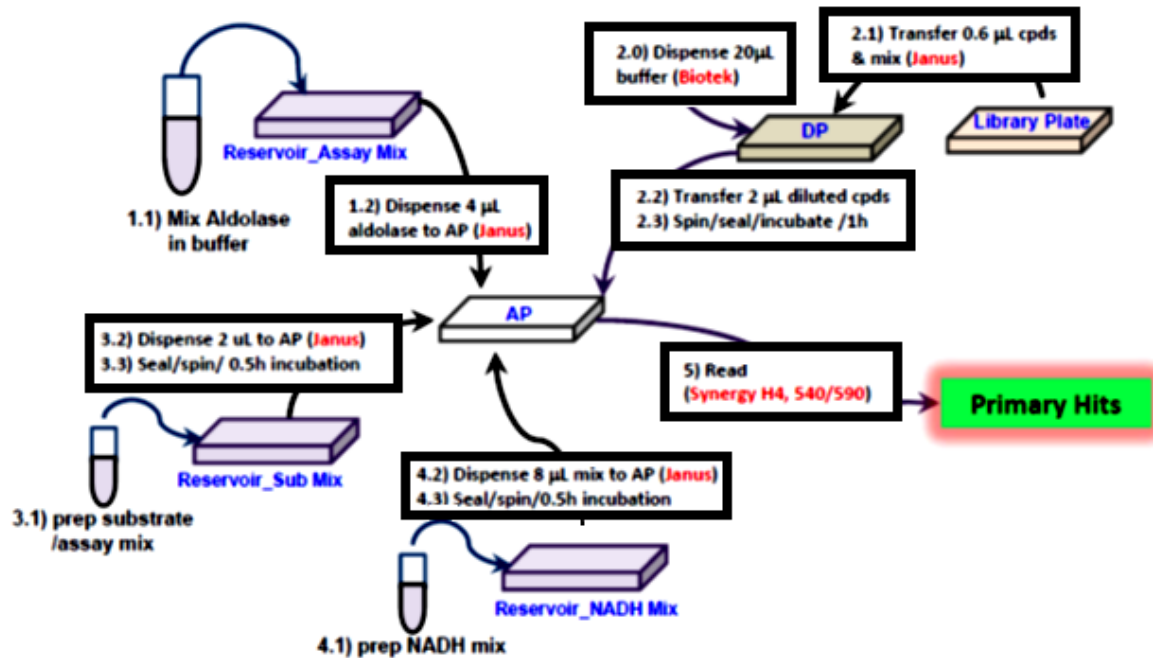 1.1) Mix Aldolase
in buffer
Reservoir_Assay Mix
1.2) Dispense 4 µL
aldolase to AP (Janus)
2.0) Dispense 20µL
buffer (Biotek)
2.1) Transfer 0.6 µL cpds
& mix (Janus)
DP
Library Plate
2.2) Transfer 2 µL diluted cpds
2.3) Spin/seal/incubate /1h
AP
3.2) Dispense 2 uL to AP (Janus)
3.3) Seal/spin/ 0.5h incubation
Reservoir_Sub Mix
3.1) prep substrate
/assay mix
4.2) Dispense 8 µL mix to AP (Janus)
4.3) Seal/spin/0.5h incubation
Reservoir_NADH Mix
4.1) prep NADH mix
5) Read
(Synergy H4, 540/590)
Primary Hits